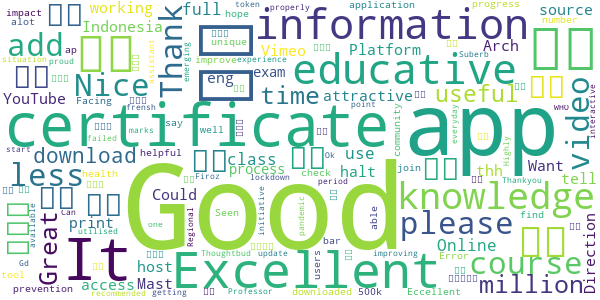 impact
alot
working
Indonesia
full
hope
information
token
properly
application
progress
source
number
situation
proud
ap
add
Thank
unique
improve
experience
Vimeo
Platform
emerging
assistant
Arch
Suberb
Nice
eng
exam
educative
YouTube
Facing
frensh
time
attractive
useful
point
WHU
interactive
video
certificate
app
marks
failed
say
well
start
download
helpful
class
Ok
use
community
everyday
Highly
thh
Want
less
health
process
check
halt
join
tell
Firoz
lockdown
period
Thankyou
Good
knowledge
Great
Could
able
print
Can
utilised
Regional
Seen
initiative
pandemic
one
available
please
find
Direction
It
host
Thoughtbud
update
bar
users
improving
Online
course
Error
Gd
access
Mast
Excellent
million
tool
prevention
getting
recommended
Professor
downloaded
500k
Eccellent